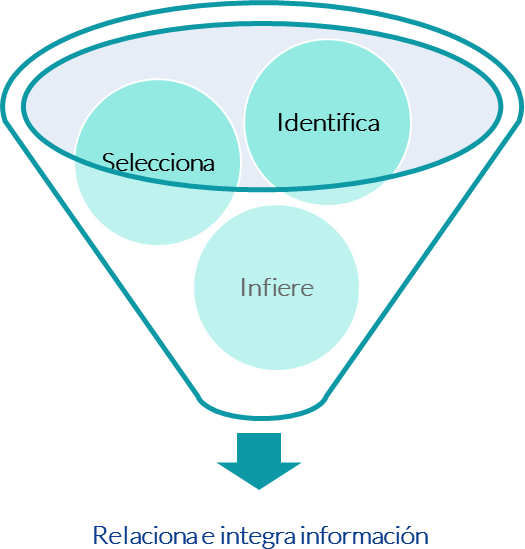 Identifica
Selecciona
Infiere
Relaciona e integra información